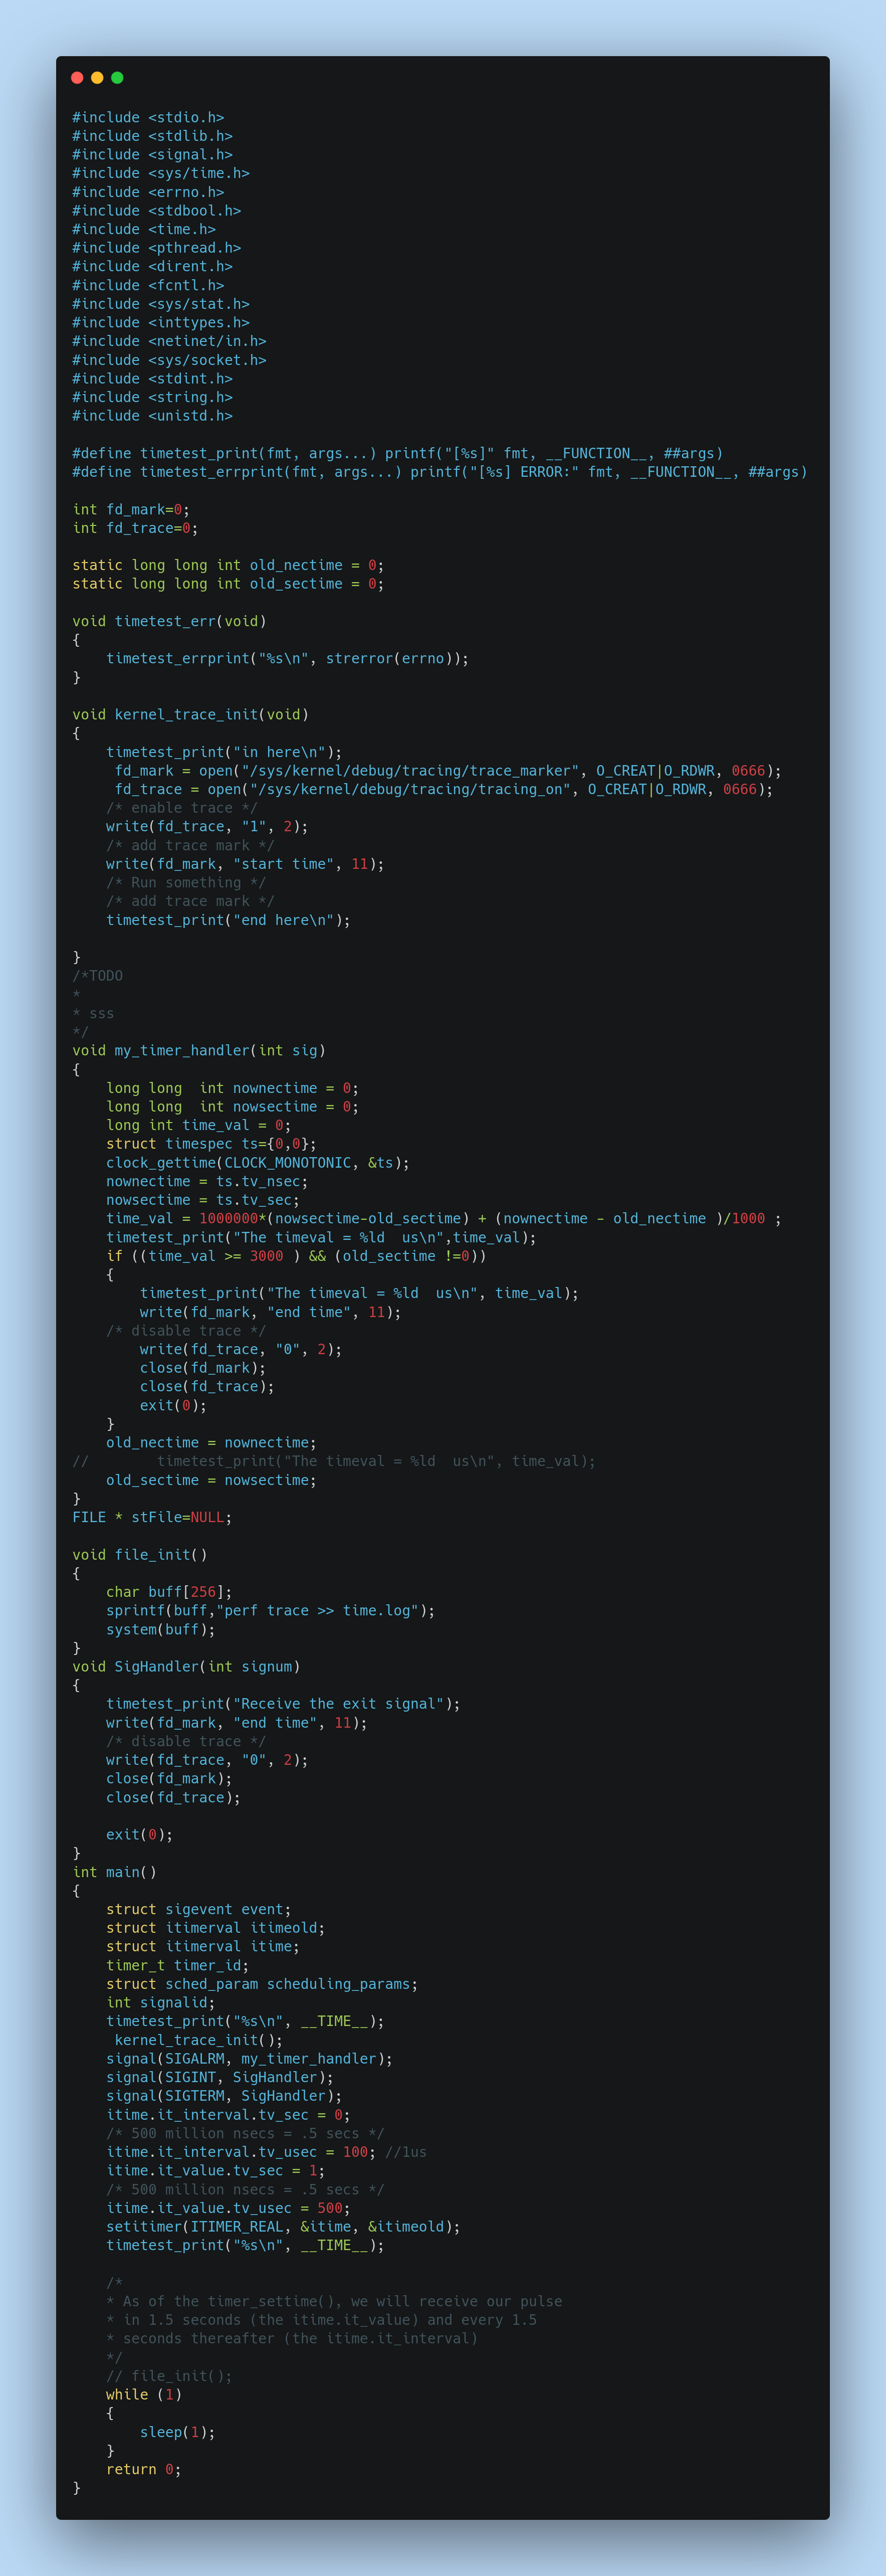 #include <stdio.h>
#include <stdlib.h>
#include <signal.h>
#include <sys/time.h>
#include <errno.h>
#include <stdbool.h>
#include <time.h>
#include <pthread.h>
#include <dirent.h>
#include <fcntl.h>
#include <sys/stat.h>
#include <inttypes.h>
#include <netinet/in.h>
#include <sys/socket.h>
#include <stdint.h>
#include <string.h>
#include <unistd.h>

#define timetest_print(fmt, args...) printf("[%s]" fmt, __FUNCTION__, ##args)
#define timetest_errprint(fmt, args...) printf("[%s] ERROR:" fmt, __FUNCTION__, ##args)

int fd_mark=0;
int fd_trace=0;

static long long int old_nectime = 0;
static long long int old_sectime = 0;

void timetest_err(void)
{
    timetest_errprint("%s\n", strerror(errno));
}

void kernel_trace_init(void)
{
    timetest_print("in here\n");
     fd_mark = open("/sys/kernel/debug/tracing/trace_marker", O_CREAT|O_RDWR, 0666);
     fd_trace = open("/sys/kernel/debug/tracing/tracing_on", O_CREAT|O_RDWR, 0666);
    /* enable trace */
    write(fd_trace, "1", 2);
    /* add trace mark */
    write(fd_mark, "start time", 11);
    /* Run something */
    /* add trace mark */
    timetest_print("end here\n");

}
/*TODO
*
* sss
*/
void my_timer_handler(int sig)
{
    long long  int nownectime = 0;
    long long  int nowsectime = 0;
    long int time_val = 0;
    struct timespec ts={0,0};
    clock_gettime(CLOCK_MONOTONIC, &ts);
    nownectime = ts.tv_nsec;
    nowsectime = ts.tv_sec;
    time_val = 1000000*(nowsectime-old_sectime) + (nownectime - old_nectime )/1000 ;
    timetest_print("The timeval = %ld  us\n",time_val);
    if ((time_val >= 3000 ) && (old_sectime !=0))
    {
        timetest_print("The timeval = %ld  us\n", time_val);
        write(fd_mark, "end time", 11);
    /* disable trace */
        write(fd_trace, "0", 2);
        close(fd_mark);
        close(fd_trace);
        exit(0);
    }
    old_nectime = nownectime;
//        timetest_print("The timeval = %ld  us\n", time_val);
    old_sectime = nowsectime;
}
FILE * stFile=NULL;

void file_init()
{
    char buff[256];
    sprintf(buff,"perf trace >> time.log");
    system(buff);
}
void SigHandler(int signum)
{
    timetest_print("Receive the exit signal");
    write(fd_mark, "end time", 11);
    /* disable trace */
    write(fd_trace, "0", 2);
    close(fd_mark);
    close(fd_trace);

    exit(0);
}
int main()
{
    struct sigevent event;
    struct itimerval itimeold;
    struct itimerval itime;
    timer_t timer_id;
    struct sched_param scheduling_params;
    int signalid;
    timetest_print("%s\n", __TIME__);
     kernel_trace_init();
    signal(SIGALRM, my_timer_handler);
    signal(SIGINT, SigHandler);
    signal(SIGTERM, SigHandler);
    itime.it_interval.tv_sec = 0;
    /* 500 million nsecs = .5 secs */
    itime.it_interval.tv_usec = 100; //1us
    itime.it_value.tv_sec = 1;
    /* 500 million nsecs = .5 secs */
    itime.it_value.tv_usec = 500;
    setitimer(ITIMER_REAL, &itime, &itimeold);
    timetest_print("%s\n", __TIME__);

    /*
    * As of the timer_settime(), we will receive our pulse
    * in 1.5 seconds (the itime.it_value) and every 1.5
    * seconds thereafter (the itime.it_interval)
    */
    // file_init();
    while (1)
    {
        sleep(1);
    }
    return 0;
}